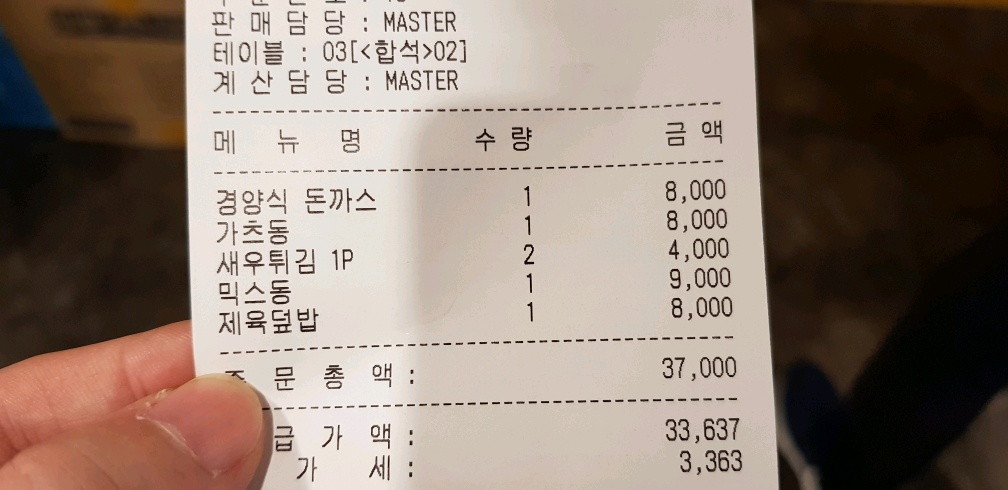 판 매 담 당 : MASTER
테이블 : 03[<합석>02]
계 산 담 당 : MASTER
메 뉴 명 수 량 금 액
경양식 돈까스 1 8,000
가츠동 1 8,000
새우튀김 1P 2 4,000
믹스동 1 9,000
제육덮밥 1 8,000
문 총 액 : 37,000
급 가 액 : 33,637
가 세 : 3,363